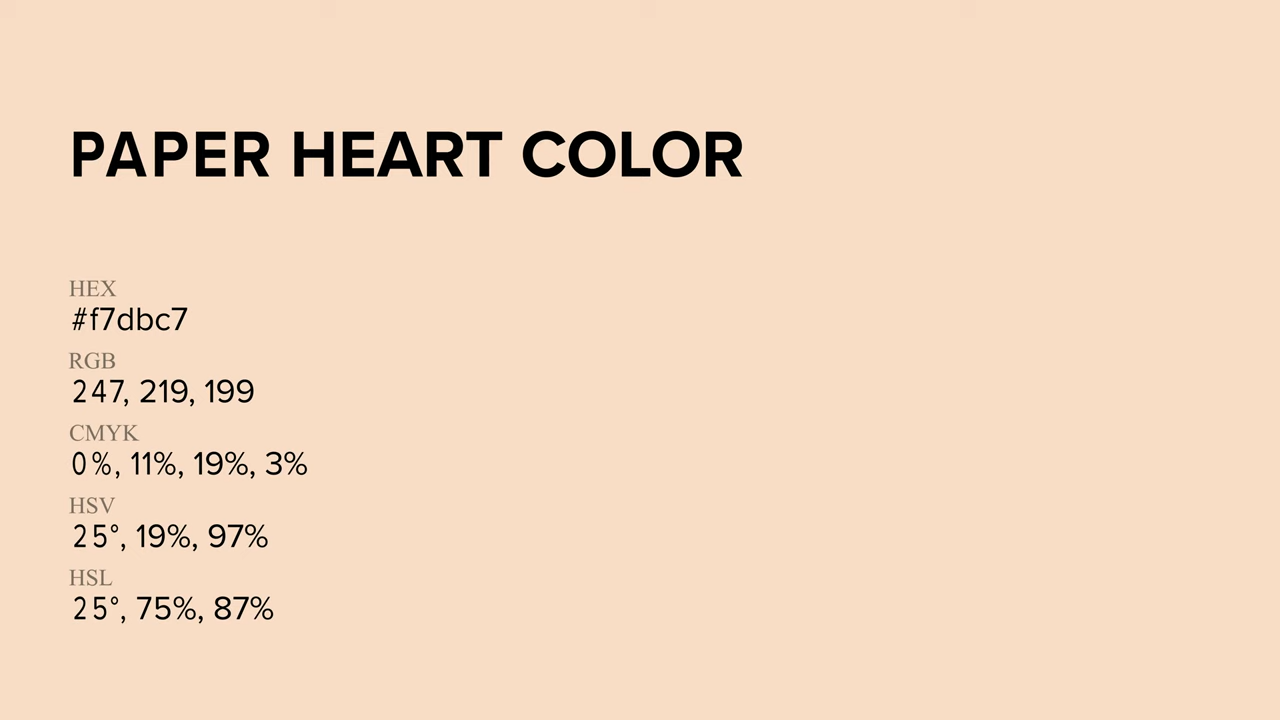 PAPER HEART COLOR
HEX
#f7dbc7
RGB
247, 219, 199
CMYK
0%, 11%, 19%, 3%
HSV
25°, 19%, 97%
HSL
25°, 75%, 87%